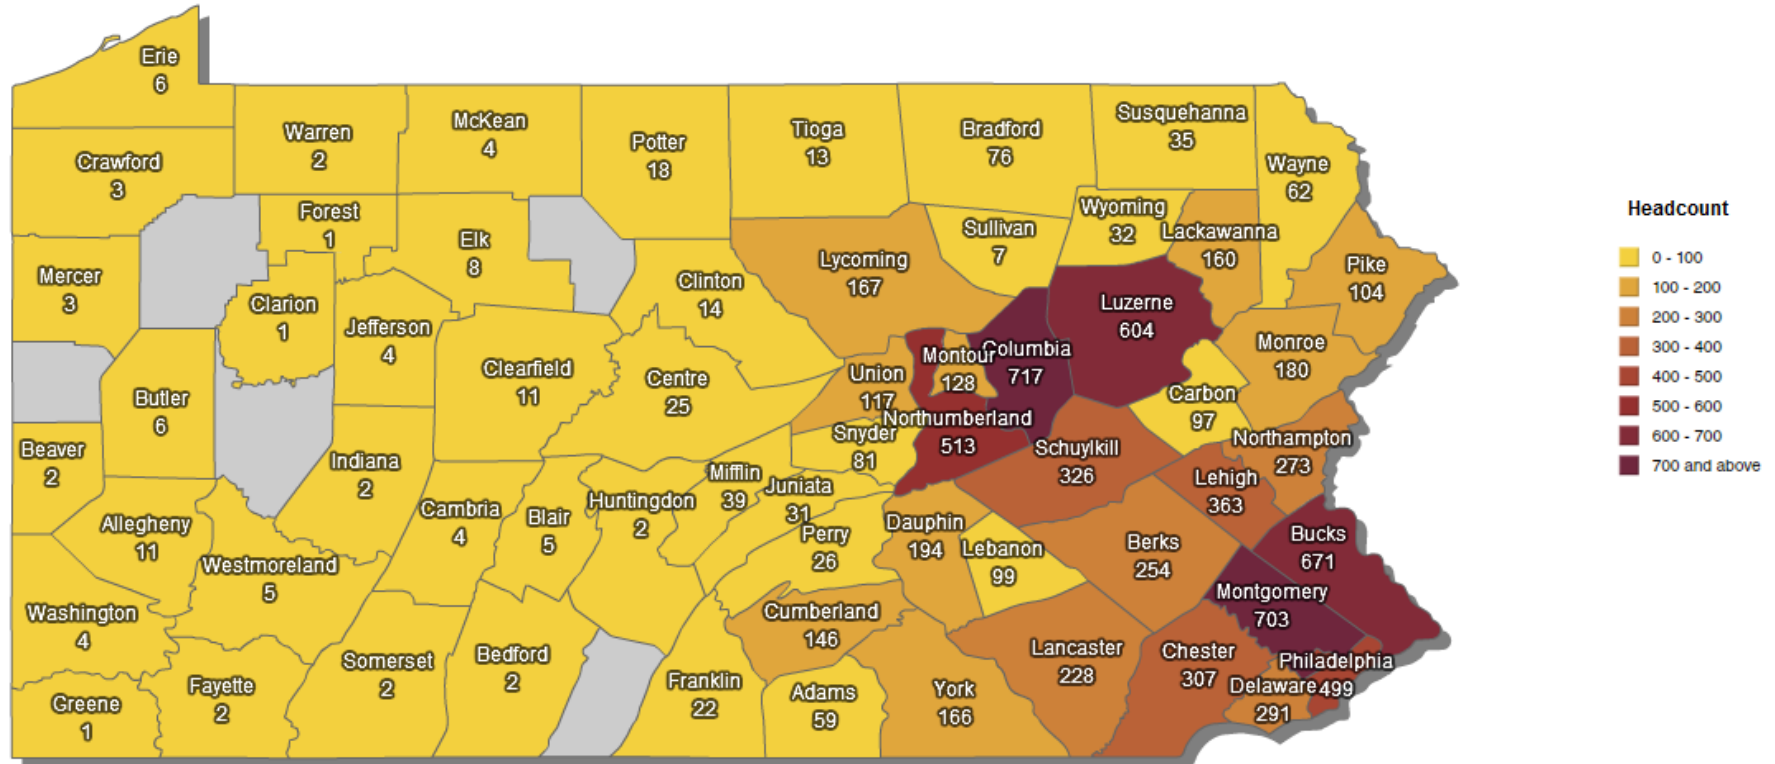 Erie
6
Crawford
3
Warren
2
McKean
4
Potter
18
Tioga
13
Bradford
76
Susquehanna
35
Wayne
62
Mercer
3
Forest
1
Elk
8
Clinton
14
Lycoming
167
Sullivan
7
Wyoming
32
Lackawanna
160
Pike
104
Clarion
1
Jefferson
4
Clearfield
11
Centre
25
Union
117
Montour
128
Columbia
717
Luzerne
604
Monroe
180
Carbon
97
Butler
6
Beaver
2
Indiana
2
Snyder
81
Northumberland
513
Schuylkill
326
Northampton
273
Lehigh
363
Allegheny
11
Westmoreland
5
Cambria
4
Blair
5
Huntingdon
2
Mifflin
39
Juniata
31
Perry
26
Dauphin
194
Lebanon
99
Berks
254
Bucks
671
Montgomery
703
Washington
4
Greene
1
Fayette
2
Somerset
2
Bedford
2
Franklin
22
Cumberland
146
Adams
59
York
166
Lancaster
228
Chester
307
Delaware
291
Philadelphia
499
Headcount
0 - 100
100 - 200
200 - 300
300 - 400
400 - 500
500 - 600
600 - 700
700 and above